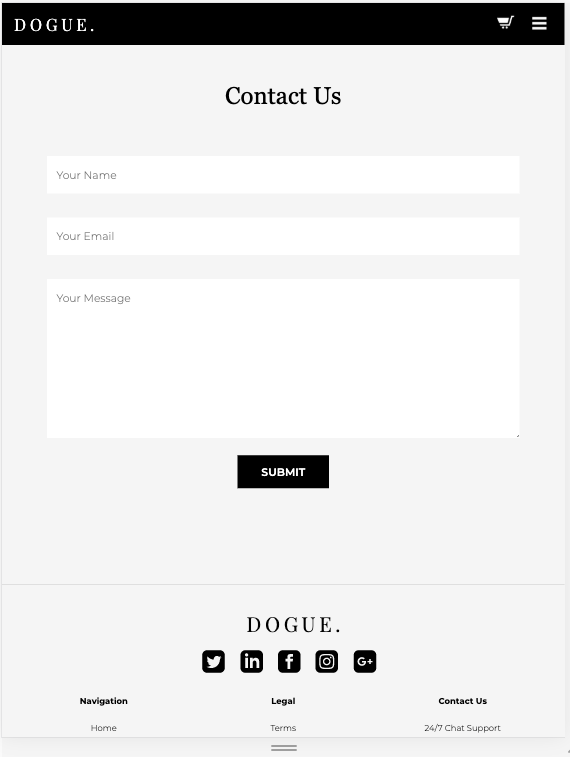 DOGUE.
Contact Us
Your Name
Your Email
Your Message
SUBMIT
DOGUE.
Navigation Legal Contact Us
Home Terms 24/7 Chat Support